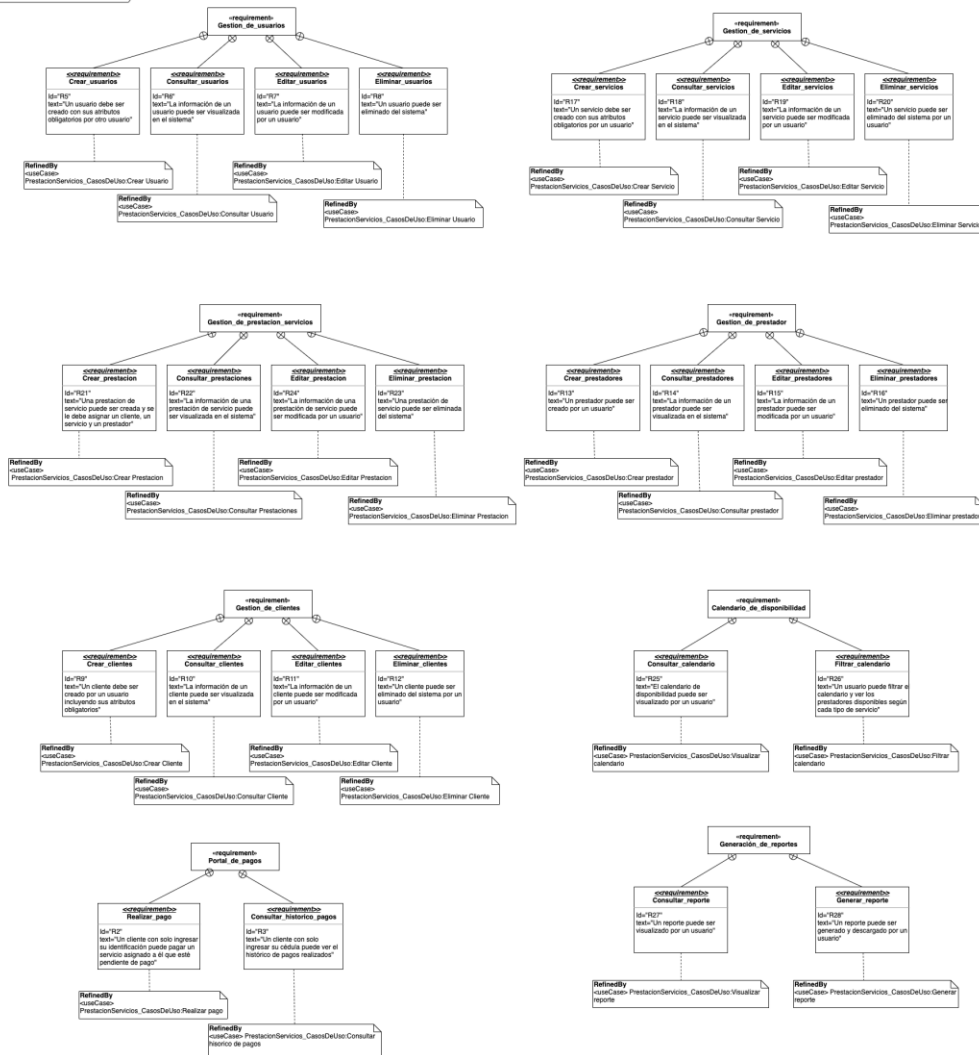 «requirement»
Gestion_de_usuarios
<<requirement>>
Crear_usuarios
Id="R5"
text="Un usuario debe ser
creado con sus atributos
obligatorios por otro usuario"
<<requirement>>
Consultar_usuarios
Id="R6"
text="La información de un
usuario puede ser visualizada
en el sistema"
<<requirement>>
Editar_usuarios
Id="R7"
text="La información de un
usuario puede ser modificada
por un usuario"
<<requirement>>
Eliminar_usuarios
Id="R8"
text="Un usuario puede ser
eliminado del sistema"
RefinedBy
<useCase>
PrestacionServicios_CasosDeUso:Crear Usuario
RefinedBy
<useCase>
PrestacionServicios_CasosDeUso:Editar Usuario
RefinedBy
<useCase>
PrestacionServicios_CasosDeUso:Consultar Usuario
RefinedBy
<useCase>
PrestacionServicios_CasosDeUso:Eliminar Usuario
«requirement»
Gestion_de_servicios
<<requirement>>
Crear_servicios
Id="R17"
text="Un servicio debe ser
creado con sus atributos
obligatorios por un usuario"
<<requirement>>
Consultar_servicios
Id="R18"
text="La información de un
servicio puede ser visualizada
en el sistema"
<<requirement>>
Editar_servicios
Id="R19"
text="La información de un
servicio puede ser modificada
por un usuario"
<<requirement>>
Eliminar_servicios
Id="R20"
text="Un servicio puede ser
eliminado del sistema por un
usuario"
RefinedBy
<useCase>
PrestacionServicios_CasosDeUso:Crear Servicio
RefinedBy
<useCase>
PrestacionServicios_CasosDeUso:Editar Servicio
RefinedBy
<useCase>
PrestacionServicios_CasosDeUso:Consultar Servicio
RefinedBy
<useCase>
PrestacionServicios_CasosDeUso:Eliminar Servicio
«requirement»
Gestion_de_prestacion_servicios
<<requirement>>
Crear_prestacion
Id="R21"
text="Una prestacion de
servicio puede ser creada y se
le debe asignar un cliente, un
servicio y un prestador"
<<requirement>>
Consultar_prestaciones
Id="R22"
text="La información de una
prestación de servicio puede
ser visualizada en el sistema"
<<requirement>>
Editar_prestacion
Id="R24"
text="La información de una
prestación de servicio puede
ser modificada por un usuario"
<<requirement>>
Eliminar_prestacion
Id="R23"
text="Una prestación de
servicio puede ser eliminada
del sistema"
RefinedBy
<useCase>
PrestacionServicios_CasosDeUso:Crear Prestacion
RefinedBy
<useCase>
PrestacionServicios_CasosDeUso:Editar Prestacion
RefinedBy
<useCase>
PrestacionServicios_CasosDeUso:Consultar Prestaciones
RefinedBy
<useCase>
PrestacionServicios_CasosDeUso:Eliminar Prestacion
«requirement»
Gestion_de_prestador
<<requirement>>
Crear_prestadores
Id="R13"
text="Un prestador puede ser
creado por un usuario"
<<requirement>>
Consultar_prestadores
Id="R14"
text="La información de un
prestador puede ser
visualizada en el sistema"
<<requirement>>
Editar_prestadores
Id="R15"
text="La información de un
prestador puede ser
modificada por un usuario"
<<requirement>>
Eliminar_prestadores
Id="R16"
text="Un prestador puede ser
eliminado del sistema"
RefinedBy
<useCase>
PrestacionServicios_CasosDeUso:Crear prestador
RefinedBy
<useCase>
PrestacionServicios_CasosDeUso:Editar prestador
RefinedBy
<useCase>
PrestacionServicios_CasosDeUso:Consultar prestador
RefinedBy
<useCase>
PrestacionServicios_CasosDeUso:Eliminar prestador
«requirement»
Gestion_de_clientes
<<requirement>>
Crear_clientes
Id="R9"
text="Un cliente debe ser
creado por un usuario
incluyendo sus atributos
obligatorios"
<<requirement>>
Consultar_clientes
Id="R10"
text="La información de un
cliente puede ser visualizada
en el sistema"
<<requirement>>
Editar_clientes
Id="R11"
text="La información de un
cliente puede ser modificada
por un usuario"
<<requirement>>
Eliminar_clientes
Id="R12"
text="Un cliente puede ser
eliminado del sistema por un
usuario"
RefinedBy
<useCase>
PrestacionServicios_CasosDeUso:Crear Cliente
RefinedBy
<useCase>
PrestacionServicios_CasosDeUso:Editar Cliente
RefinedBy
<useCase>
PrestacionServicios_CasosDeUso:Consultar Cliente
RefinedBy
<useCase>
PrestacionServicios_CasosDeUso:Eliminar Cliente
«requirement»
Calendario_de_disponibilidad
<<requirement>>
Consultar_calendario
Id="R25"
text="El calendario de
disponibilidad puede ser
visualizado por un usuario"
<<requirement>>
Filtrar_calendario
Id="R26"
text="Un usuario puede filtrar el
calendario y ver los
prestadores disponibles según
cada tipo de servicio"
RefinedBy
<useCase> PrestacionServicios_CasosDeUso:Visualizar
calendario
RefinedBy
<useCase> PrestacionServicios_CasosDeUso:Filtrar
calendario
«requirement»
Portal_de_pagos
<<requirement>>
Realizar_pago
Id="R2"
text="Un cliente con solo ingresar
su identificación puede pagar un
servicio asignado a él que esté
pendiente de pago"
<<requirement>>
Consultar_historico_pagos
Id="R3"
text="Un cliente con solo
ingresar su cédula puede ver el
histórico de pagos realizados"
RefinedBy
<useCase>
PrestacionServicios_CasosDeUso:Realizar pago
RefinedBy
<useCase> PrestacionServicios_CasosDeUso:Consultar
hisorico de pagos
«requirement»
Generación_de_reportes
<<requirement>>
Consultar_reporte
Id="R27"
text="Un reporte puede ser
visualizado por un usuario"
<<requirement>>
Generar_reporte
Id="R28"
text="Un reporte puede ser
generado y descargado por un
usuario"
RefinedBy
<useCase> PrestacionServicios_CasosDeUso:Visualizar
reporte
RefinedBy
<useCase> PrestacionServicios_CasosDeUso:Generar
reporte